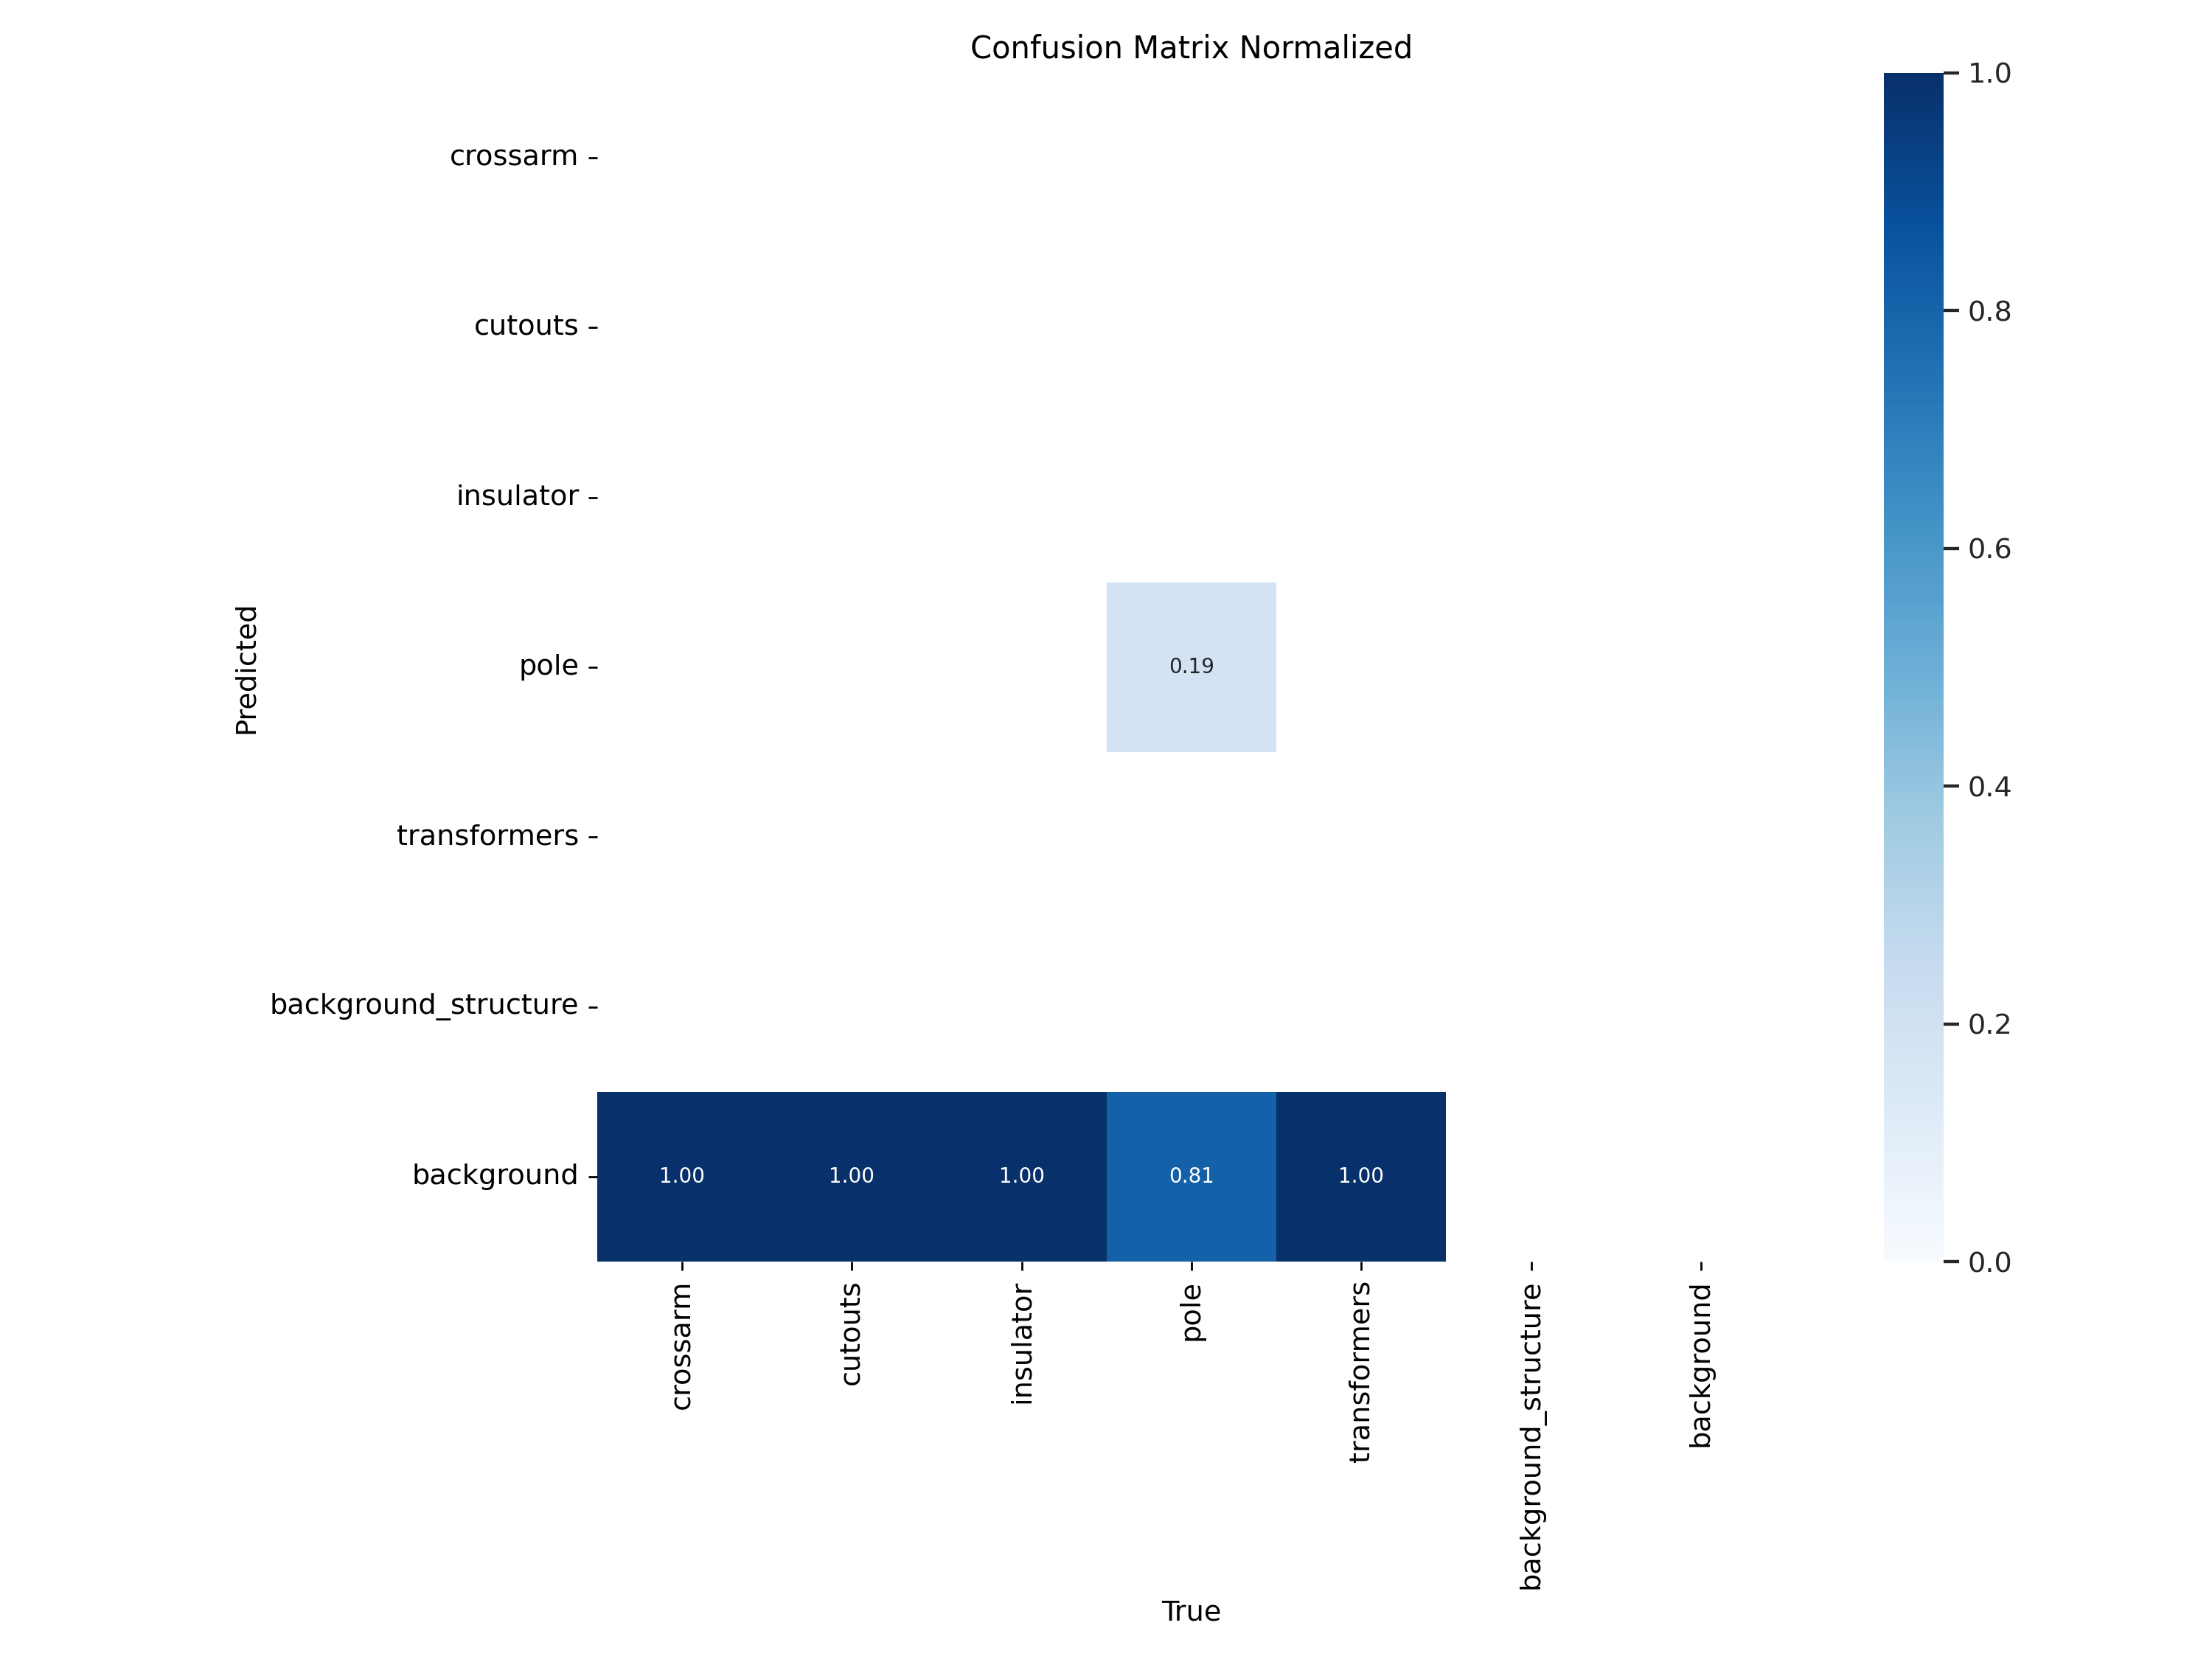 Confusion Matrix Normalized
crossarm
cutouts
insulator
pole
transformers
background_structure
background
Predicted
0.19
1.00 1.00 1.00 0.81 1.00
crossarm
cutouts
insulator
pole
transformers
background_structure
background
True
1.0
0.8
0.6
0.4
0.2
0.0